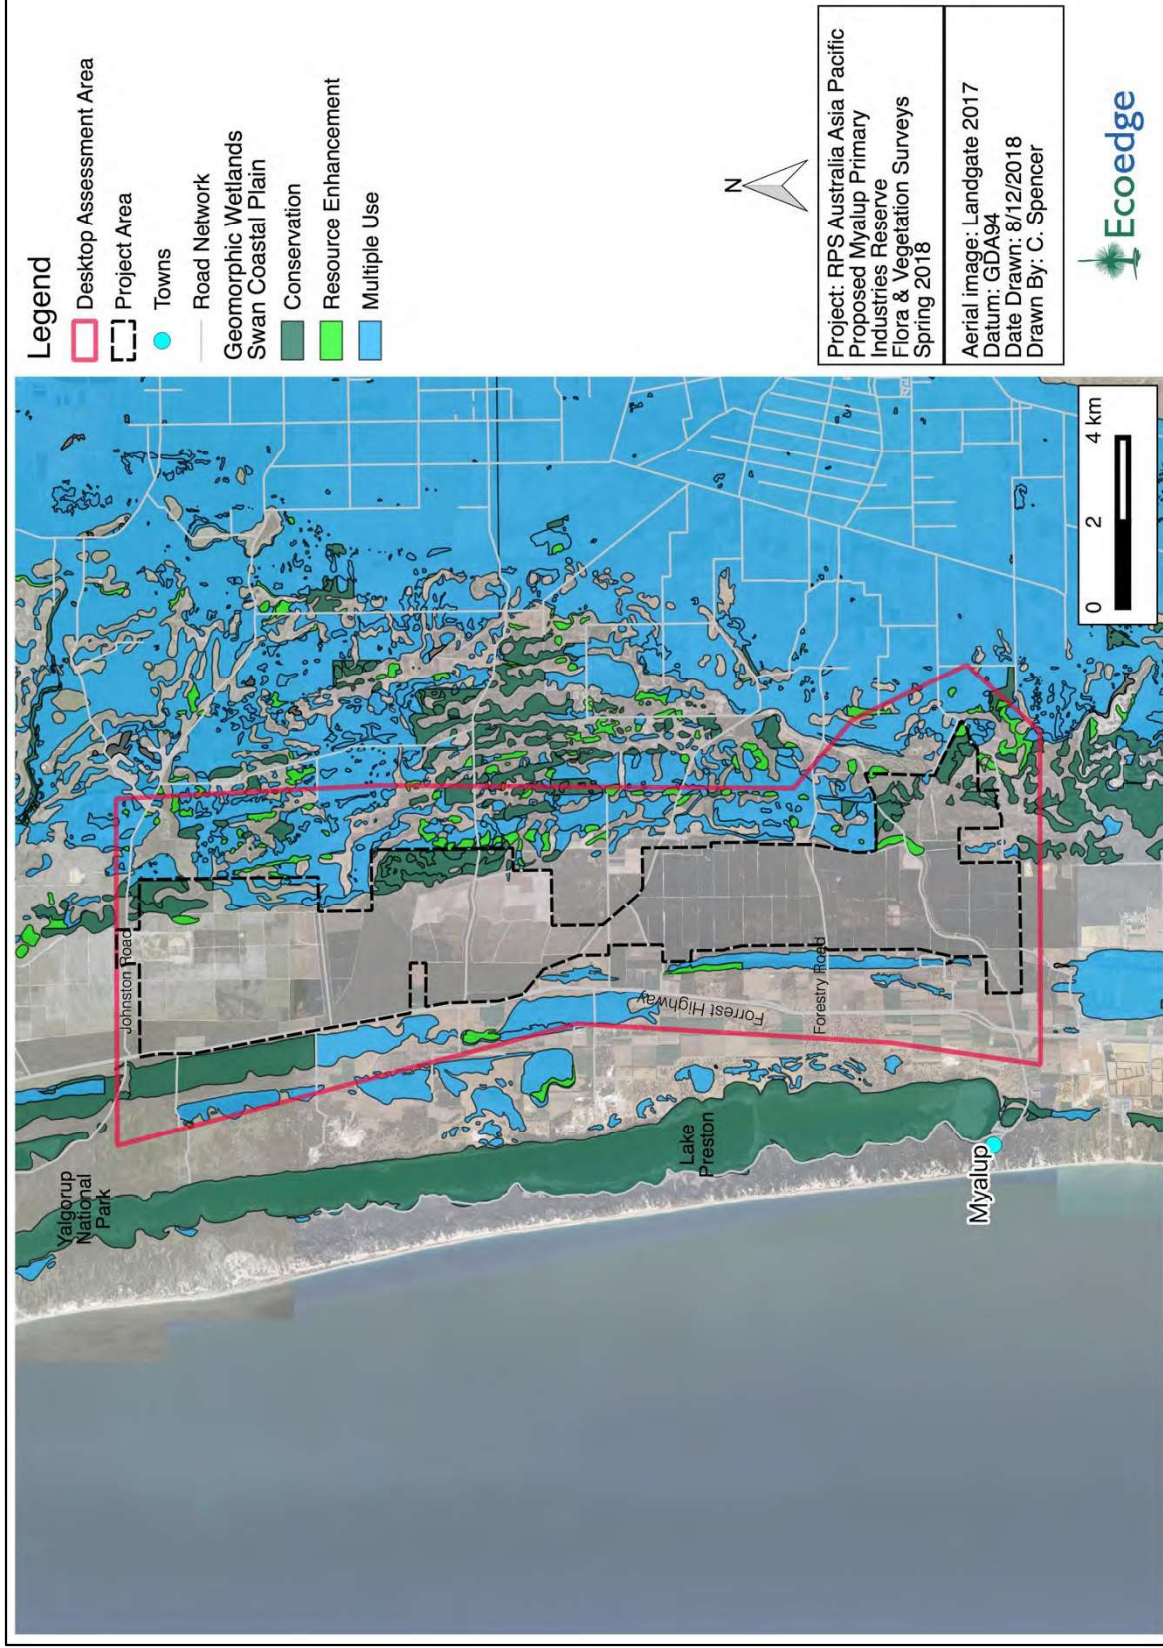 Legend
Desktop Assessment Area
Project Area
Towns
Road Network
Geomorphic Wetlands
Swan Coastal Plain
Conservation
Resource Enhancement
Multiple Use
N
Project: RPS Australia Asia Pacific
Proposed Myalup Primary
Industries Reserve
Flora & Vegetation Surveys
Spring 2018
Aerial image: Landgate 2017
Datum: GDA94
Date Drawn: 8/12/2018
Drawn By: C. Spencer
Ecoedge
Yalgorup
National
Park
Johnston Road
Forrest Highway
Forestry Road
Lake
Preston
Myalup
0 2 4 km